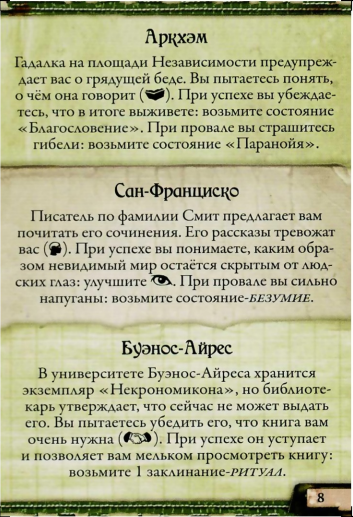 Аркхэм
Гадалка на площади Независимости предупреж-
дает вас о грядущей беде. Вы пытаетесь понять,
о чём она говорит ( ). При успехе вы убеждае-
тесь, что в итоге выживете: возьмите состояние
«Благословение». При провале вы страшитесь
гибели: возьмите состояние «Паранойя».
Сан-Франциско
Писатель по фамилии Смит предлагает вам
почитать его сочинения. Его рассказы тревожат
вас ( ). При успехе вы понимаете, каким обра-
зом невидимый мир остаётся скрытым от люд-
ских глаз: улучшите . При провале вы сильно
напуганы: возьмите состояние-БЕЗУМИЕ.
Буэнос-Айрес
В университете Буэнос-Айреса хранится
экземпляр «Некрономикона», но библиоте-
карь утверждает, что сейчас не может выдать
его. Вы пытаетесь убедить его, что книга вам
очень нужна ( ). При успехе он уступает
и позволяет вам мельком просмотреть книгу:
возьмите 1 заклинание-РИТУАЛ.
8